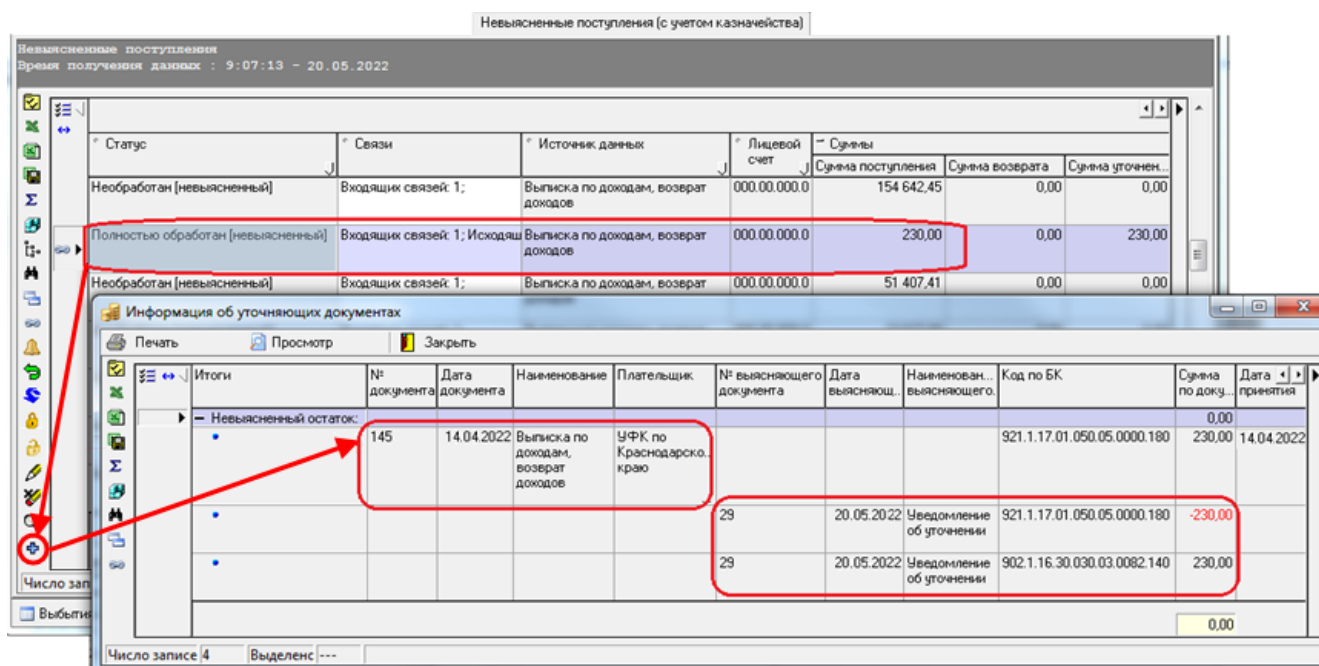 Невыясненные поступления (с учетом казначейства)
Невыясненные поступления
Время получения данных : 9:07:13 - 20.05.2022
Статус Связи Источник данных Лицевой счет Суммы
Сумма поступления Сумма возврата Сумма уточнен...
Необработан [невыясненный] Входящих связей: 1; Выписка по доходам, возврат 000.00.000.0 154 642,45 0,00 0,00
доходов
Полностью обработан [невыясненный] Входящих связей: 1; Исходящ Выписка по доходам, возврат 000.00.000.0 230,00 0,00 230,00
доходов
Необработан [невыясненный] Входящих связей: 1; Выписка по доходам, возврат 000.00.000.0 51 407,41 0,00 0,00
Информация об уточняющих документах
Печать Просмотр Закрыть
Итоги № Дата Наименование Плательщик № выясняющего Дата Наименован... Код по БК Сумма Дата
документа документа документа выясняющ... выясняющего. по доку... принятия
– Невыясненный остаток: 0,00
145 14.04.2022 Выписка по УФК по 921.1.17.01.050.05.0000.180 230,00 14.04.2022
доходам, Краснодарско...
возврат краю
доходов
29 20.05.2022 Уведомление 921.1.17.01.050.05.0000.180 -230,00
об уточнении
29 20.05.2022 Уведомление 902.1.16.30.030.03.0082.140 230,00
об уточнении
0,00
Число зап
Выбыти
Число записе 4 Выделенс ---